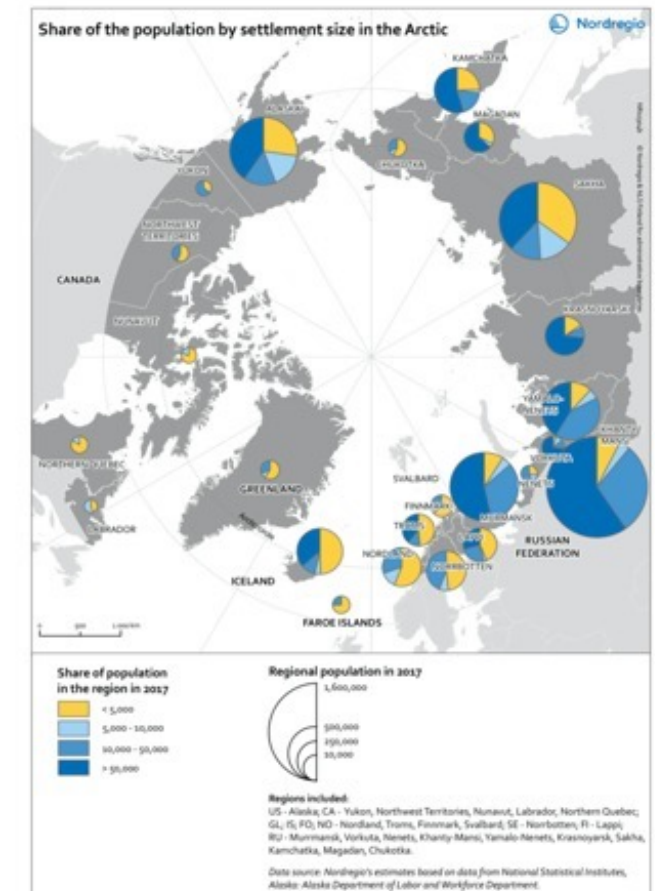 Share of the population by settlement size in the Arctic
Nordregio
KAMCHATKA
MAGADAN
ALASKA
CHUKOTKA
YUKON
SAKHA
NORTHWEST
TERRITORIES
CANADA
NUNAVUT
KRASNOYARSK
YAMALO-
NENETS
KHANTY-
MANSI
NORTHERN QUEBEC
VORKUTA
SVALBARD
NENETS
GREENLAND
FINNMARK
LABRADOR
MURMANSK
TROMS
LAPPI
RUSSIAN
FEDERATION
NORDLAND
NORRBOTTEN
ICELAND
FAROE ISLANDS
0 500 1 000 km
Share of population
in the region in 2017
< 5,000
5,000 - 10,000
10,000 - 50,000
> 50,000
Regional population in 2017
1,600,000
500,000
250,000
10,000
Regions included:
US - Alaska; CA - Yukon, Northwest Territories, Nunavut, Labrador, Northern Quebec;
GL; IS; FO; NO - Nordland, Troms, Finnmark, Svalbard; SE - Norrbotten; FI - Lappi;
RU - Murmansk, Vorkuta, Nenets, Khanty-Mansi, Yamalo-Nenets, Krasnoyarsk, Sakha,
Kamchatka, Magadan, Chukotka.
Data source: Nordregio's estimates based on data from National Statistical Institutes,
Alaska: Alaska Department of Labor and Workforce Department.